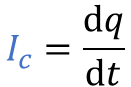 I_c = dq/dt